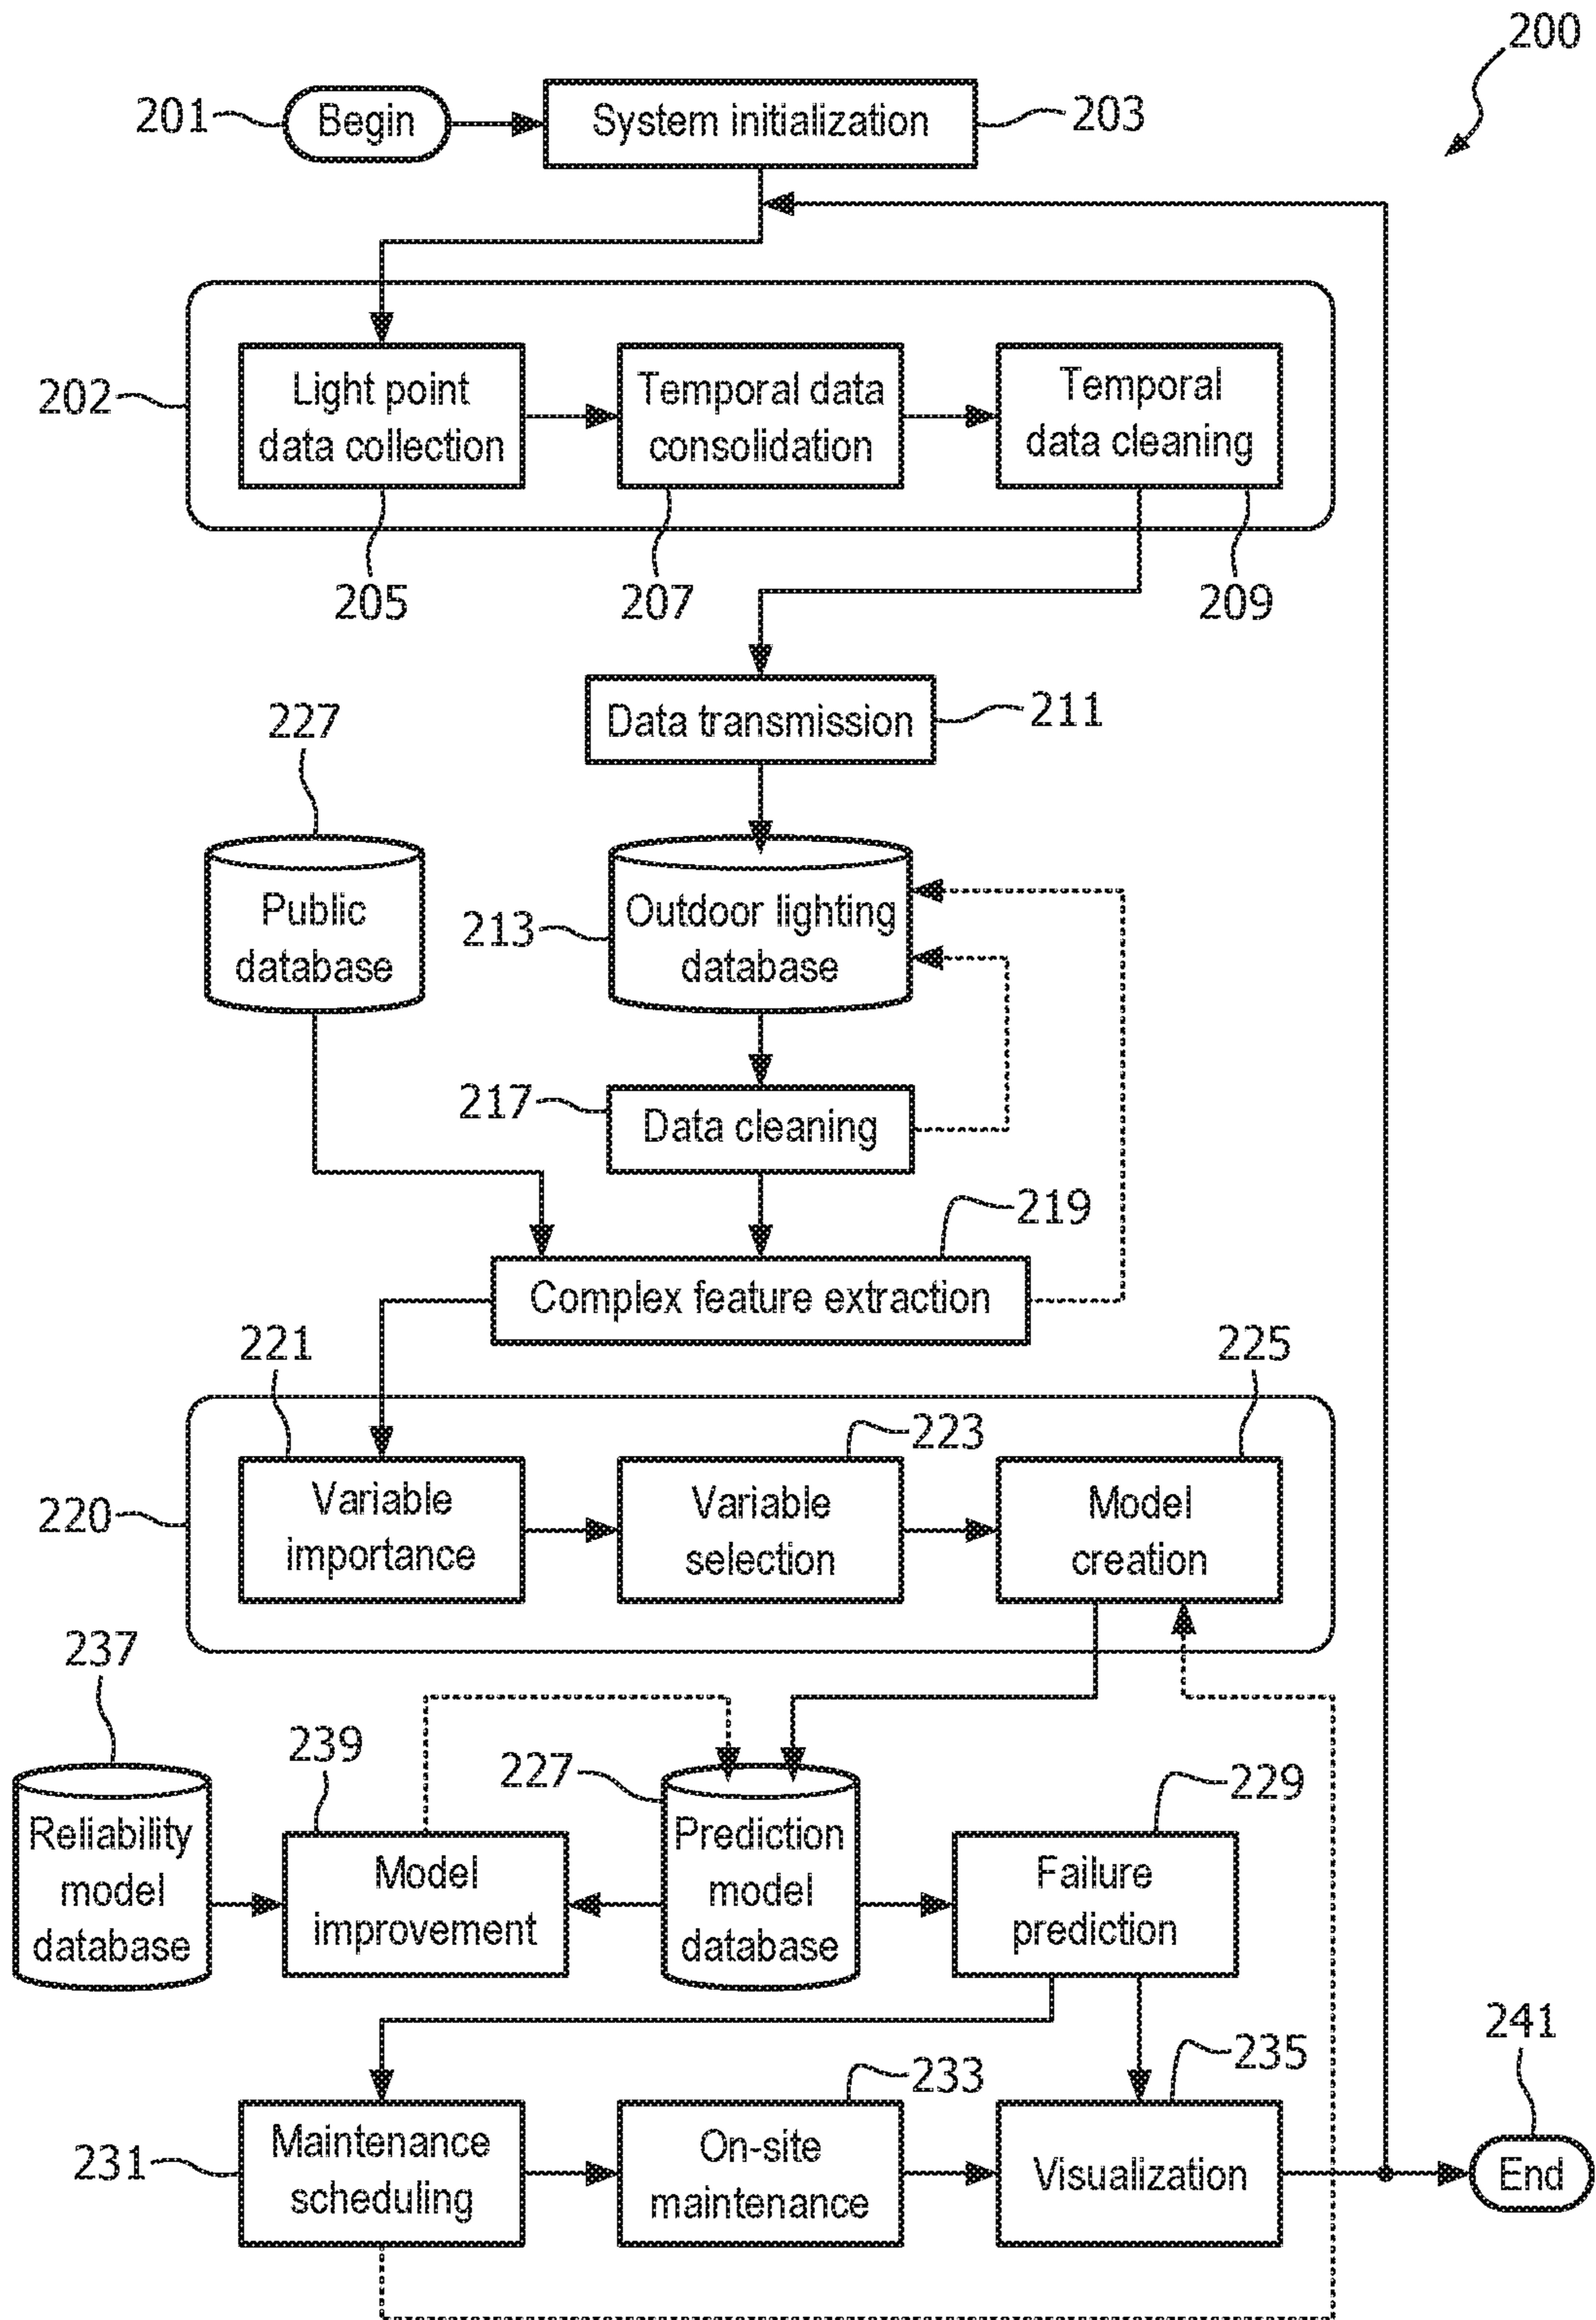 200
201
Begin
System initialization
203
202
Light point
data collection
Temporal data
consolidation
Temporal
data cleaning
205
207
209
Data transmission
211
227
Public
database
213
Outdoor lighting
database
217
Data cleaning
219
Complex feature extraction
221
223
225
220
Variable
importance
Variable
selection
Model
creation
237
239
227
229
Reliability
model
database
Model
improvement
Prediction
model
database
Failure
prediction
231
Maintenance
scheduling
233
On-site
maintenance
235
Visualization
241
End